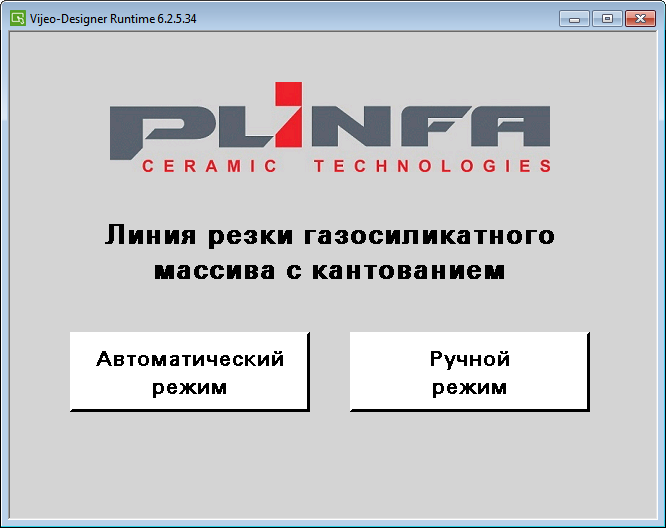 Vijeo-Designer Runtime 6.2.5.34
PLINFA
CERAMIC TECHNOLOGIES
Линия резки газосиликатного
массива с кантованием
Автоматический
режим
Ручной
режим